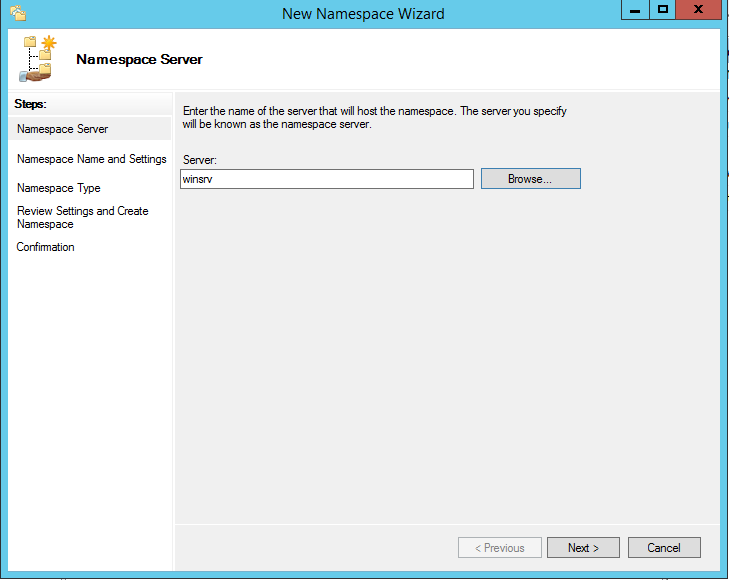 New Namespace Wizard
Namespace Server
Steps:
Namespace Server
Namespace Name and Settings
Namespace Type
Review Settings and Create
Namespace
Confirmation
Enter the name of the server that will host the namespace. The server you specify
will be known as the namespace server.
Server:
winsrv
Browse...
< Previous
Next >
Cancel